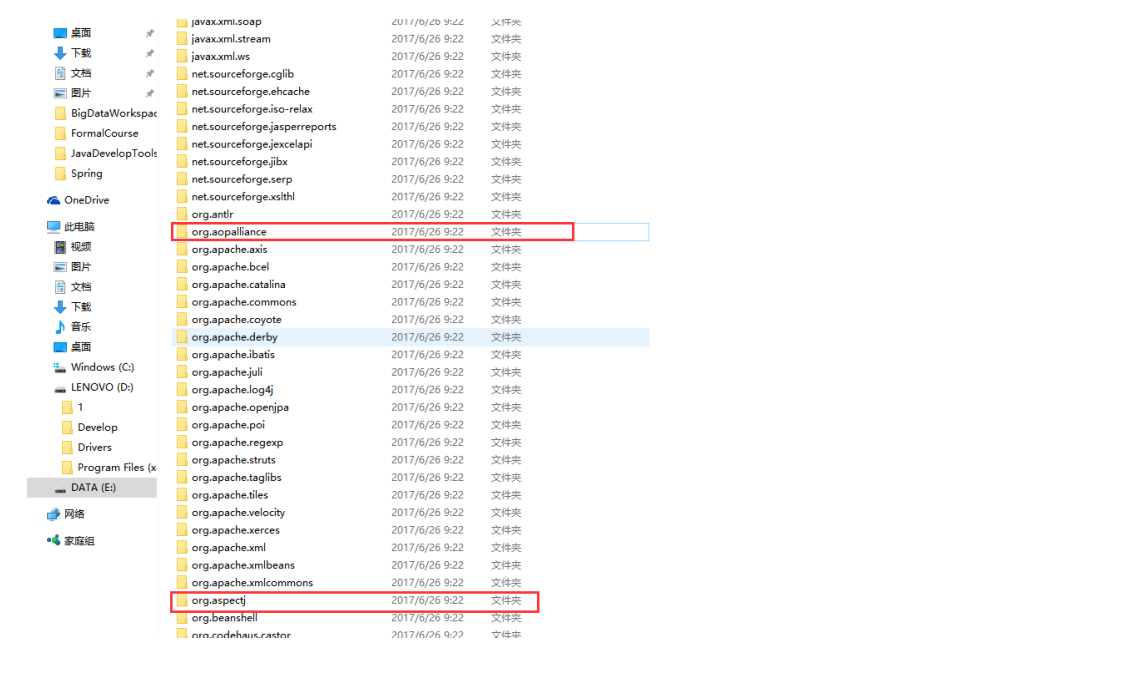 桌面
下载
文档
图片
BigDataWorkspac
FormalCourse
JavaDevelopTools
Spring
OneDrive
此电脑
视频
图片
文档
下载
音乐
桌面
Windows (C:)
LENOVO (D:)
1
Develop
Drivers
Program Files (x
DATA (E:)
网络
家庭组
javax.xml.soap 2017/6/26 9:22 文件夹
javax.xml.stream 2017/6/26 9:22 文件夹
javax.xml.ws 2017/6/26 9:22 文件夹
net.sourceforge.cglib 2017/6/26 9:22 文件夹
net.sourceforge.ehcache 2017/6/26 9:22 文件夹
net.sourceforge.iso-relax 2017/6/26 9:22 文件夹
net.sourceforge.jasperreports 2017/6/26 9:22 文件夹
net.sourceforge.jexcelapi 2017/6/26 9:22 文件夹
net.sourceforge.jibx 2017/6/26 9:22 文件夹
net.sourceforge.serp 2017/6/26 9:22 文件夹
net.sourceforge.xslthl 2017/6/26 9:22 文件夹
org.antlr 2017/6/26 9:22 文件夹
org.aopalliance 2017/6/26 9:22 文件夹
org.apache.axis 2017/6/26 9:22 文件夹
org.apache.bcel 2017/6/26 9:22 文件夹
org.apache.catalina 2017/6/26 9:22 文件夹
org.apache.commons 2017/6/26 9:22 文件夹
org.apache.coyote 2017/6/26 9:22 文件夹
org.apache.derby 2017/6/26 9:22 文件夹
org.apache.ibatis 2017/6/26 9:22 文件夹
org.apache.juli 2017/6/26 9:22 文件夹
org.apache.log4j 2017/6/26 9:22 文件夹
org.apache.openjpa 2017/6/26 9:22 文件夹
org.apache.poi 2017/6/26 9:22 文件夹
org.apache.regexp 2017/6/26 9:22 文件夹
org.apache.struts 2017/6/26 9:22 文件夹
org.apache.taglibs 2017/6/26 9:22 文件夹
org.apache.tiles 2017/6/26 9:22 文件夹
org.apache.velocity 2017/6/26 9:22 文件夹
org.apache.xerces 2017/6/26 9:22 文件夹
org.apache.xml 2017/6/26 9:22 文件夹
org.apache.xmlbeans 2017/6/26 9:22 文件夹
org.apache.xmlcommons 2017/6/26 9:22 文件夹
org.aspectj 2017/6/26 9:22 文件夹
org.beanshell 2017/6/26 9:22 文件夹
org.codehaus.castor 2017/6/26 9:22 文件夹